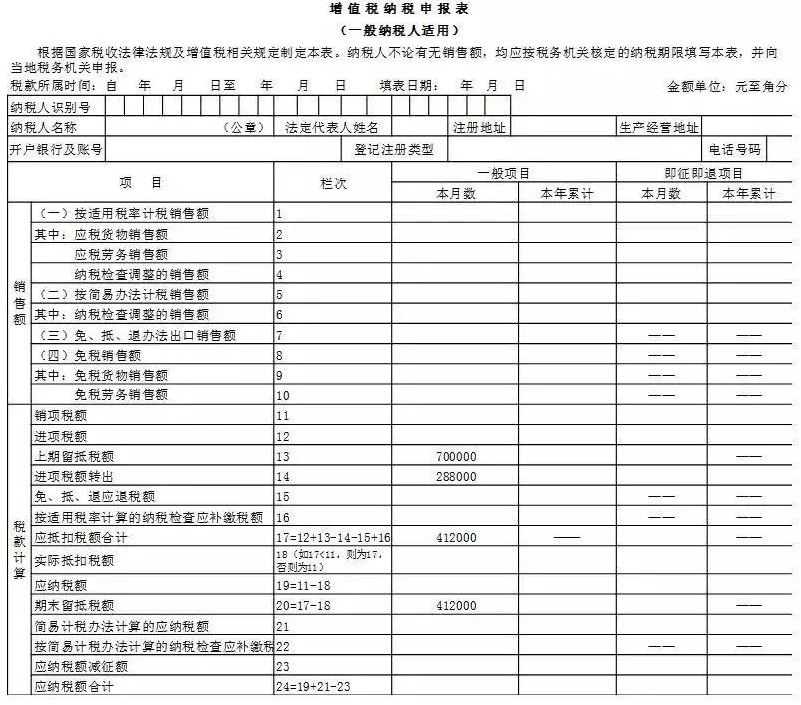 增值税纳税申报表
（一般纳税人适用）
根据国家税收法律法规及增值税相关规定制定本表。纳税人不论有无销售额，均应按税务机关核定的纳税期限填写本表，并向
当地税务机关申报。
税款所属时间：自 年 月 日至 年 月 日 填表日期： 年 月 日 金额单位：元至角分
纳税人识别号
纳税人名称 （公章） 法定代表人姓名 注册地址 生产经营地址
开户银行及账号 登记注册类型 电话号码
项 目 栏次 一般项目 即征即退项目
本月数 本年累计 本月数 本年累计
销售额
（一）按适用税率计税销售额 1
其中：应税货物销售额 2
应税劳务销售额 3
纳税检查调整的销售额 4
（二）按简易办法计税销售额 5
其中：纳税检查调整的销售额 6
（三）免、抵、退办法出口销售额 7 —— ——
（四）免税销售额 8 —— ——
其中：免税货物销售额 9 —— ——
免税劳务销售额 10 —— ——
税款计算
销项税额 11
进项税额 12
上期留抵税额 13 700000 ——
进项税额转出 14 288000
免、抵、退应退税额 15 —— ——
按适用税率计算的纳税检查应补缴税额 16 —— ——
应抵扣税额合计 17=12+13-14-15+16 412000 —— ——
实际抵扣税额 18（如17<11，则为17，
否则为11）
应纳税额 19=11-18
期末留抵税额 20=17-18 412000 ——
简易计税办法计算的应纳税额 21
按简易计税办法计算的纳税检查应补缴税 22 —— ——
应纳税额减征额 23
应纳税额合计 24=19+21-23